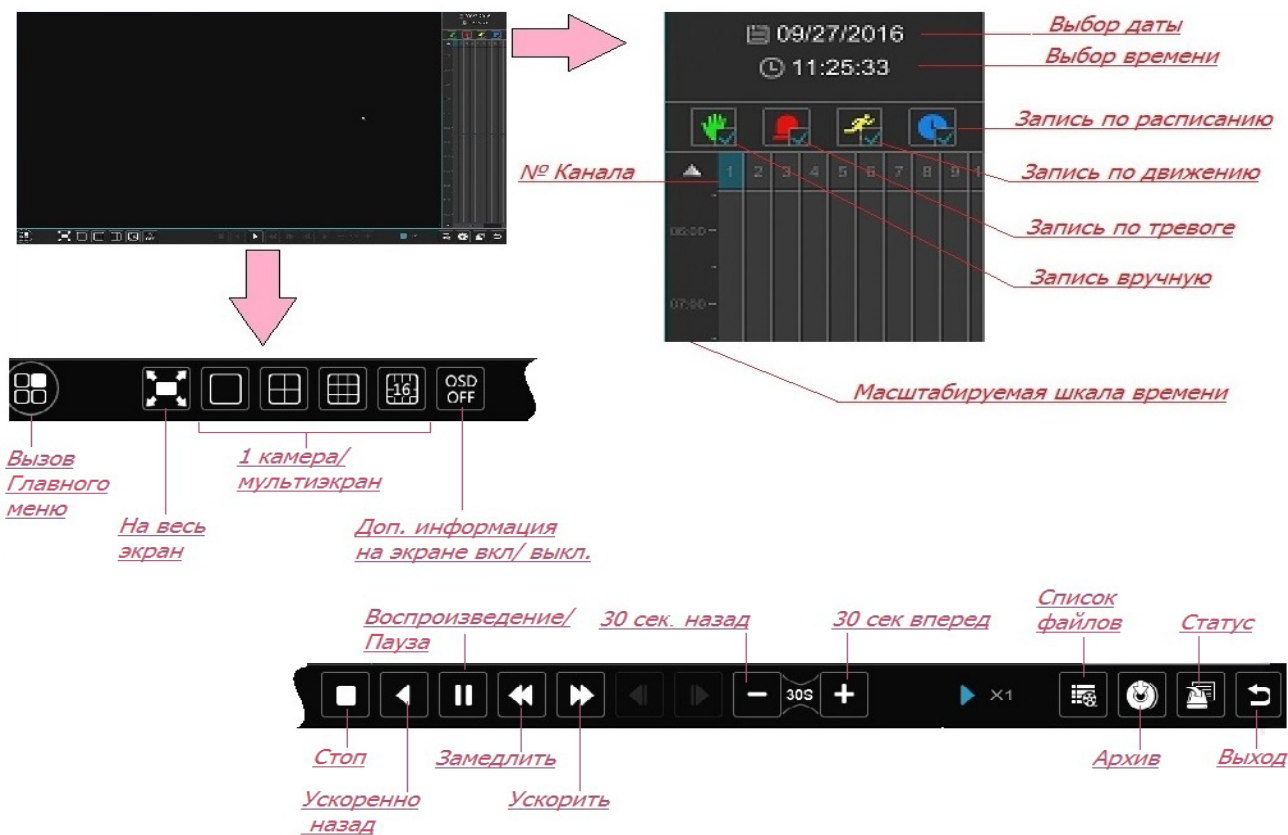 09/27/2016
11:25:33
Выбор даты
Выбор времени
Запись по расписанию
Запись по движению
Запись по тревоге
Запись вручную
№ Канала
1 2 3 4 5 6 7 8 9 1
06:00
07:00
Масштабируемая шкала времени
16
OSD
OFF
Вызов
Главного
меню
На весь
экран
1 камера/
мультиэкран
Доп. информация
на экране вкл/ выкл.
Воспроизведение/
Пауза
30 сек. назад
30 сек вперед
Список
файлов
Статус
30S
X1
Стоп
Ускоренно
назад
Замедлить
Ускорить
Архив
Выход